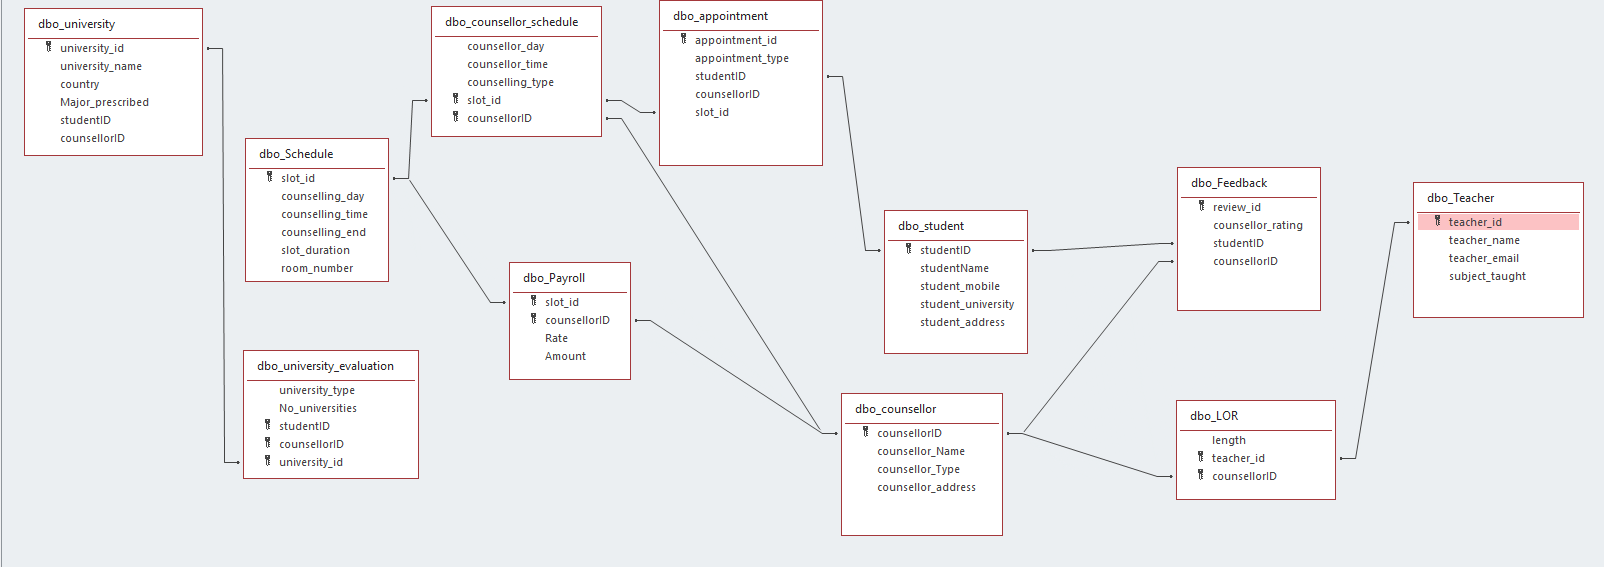 dbo_university
university_id
university_name
country
Major_prescribed
studentID
counsellorID
dbo_Schedule
slot_id
counselling_day
counselling_time
counselling_end
slot_duration
room_number
dbo_university_evaluation
university_type
No_universities
studentID
counsellorID
university_id
dbo_counsellor_schedule
counsellor_day
counsellor_time
counselling_type
slot_id
counsellorID
dbo_Payroll
slot_id
counsellorID
Rate
Amount
dbo_appointment
appointment_id
appointment_type
studentID
counsellorID
slot_id
dbo_student
studentID
studentName
student_mobile
student_university
student_address
dbo_counsellor
counsellorID
counsellor_Name
counsellor_Type
counsellor_address
dbo_Feedback
review_id
counsellor_rating
studentID
counsellorID
dbo_LOR
length
teacher_id
counsellorID
dbo_Teacher
teacher_id
teacher_name
teacher_email
subject_taught